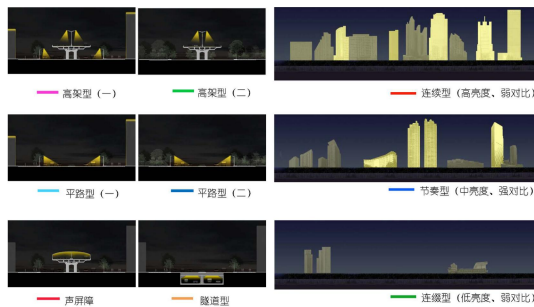 高架型（一）
高架型（二）
连续型（高亮度、弱对比）
平路型（一）
平路型（二）
节奏型（中亮度、强对比）
声屏障
隧道型
连缀型（低亮度、弱对比）